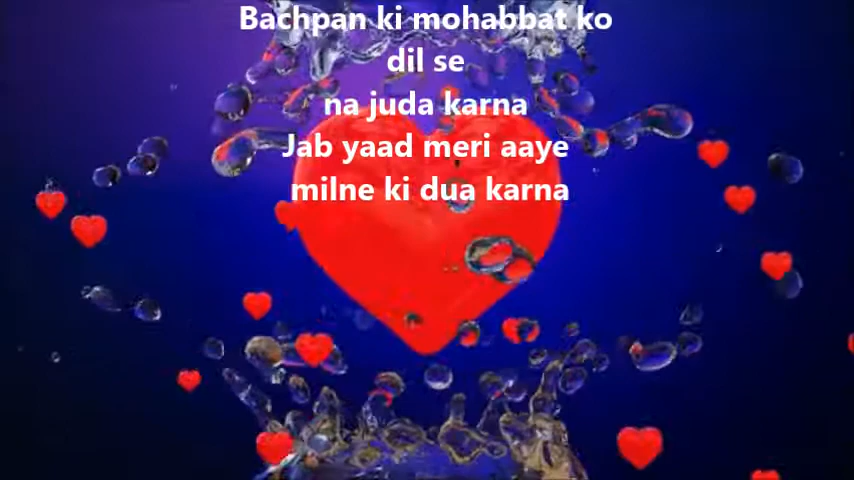 Bachpan ki mohabbat ko
dil se
na juda karna
Jab yaad meri aaye
milne ki dua karna